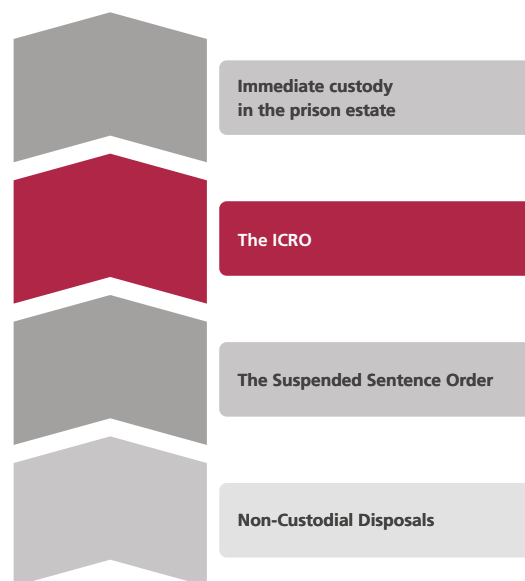 Immediate custody
in the prison estate
The ICRO
The Suspended Sentence Order
Non-Custodial Disposals